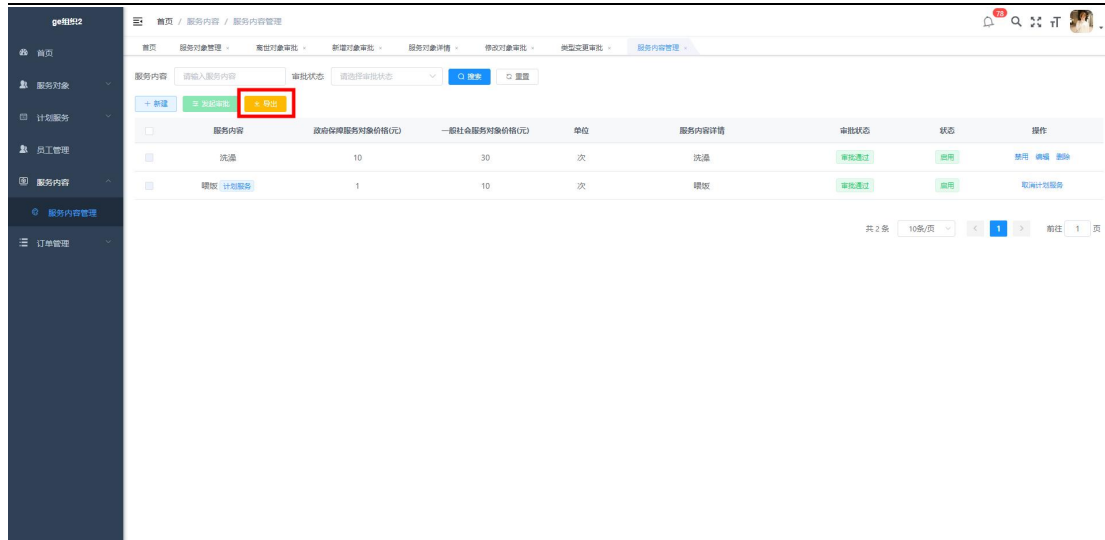 ge组织2
首页 / 服务内容 / 服务内容管理
78
首页 服务对象管理 × 离世对象审批 × 新增对象审批 × 服务对象详情 × 修改对象审批 × 类型变更审批 × 服务内容管理 ×
首页
服务对象
计划服务
员工管理
服务内容
服务内容管理
订单管理
服务内容 请输入服务内容 审批状态 请选择审批状态 搜索 重置
+ 新建 发起审批 导出
服务内容 政府保障服务对象价格(元) 一般社会服务对象价格(元) 单位 服务内容详情 审批状态 状态 操作
洗澡 10 30 次 洗澡 审批通过 启用 禁用 编辑 删除
喂饭 计划服务 1 10 次 喂饭 审批通过 启用 取消计划服务
共 2 条 10条/页 < 1 > 前往 1 页